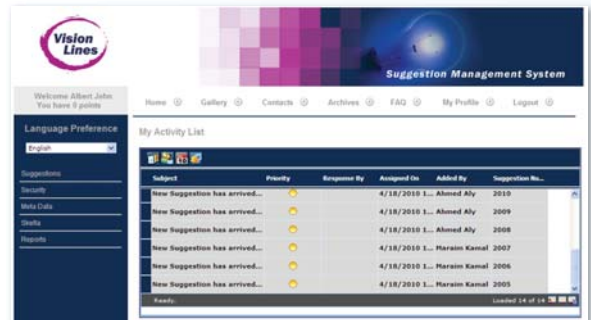 Vision
Lines
Suggestion Management System
Welcome Albert John
You have 0 points
Home
Gallery
Contacts
Archives
FAQ
My Profile
Logout
Language Preference
English
Suggestions
Security
Meta Data
Reports
My Activity List
Subject Priority Response By Assigned On Added By Suggestion Nu...
New Suggestion has arrived... 4/18/2010 1... Ahmed Aly 2010
New Suggestion has arrived... 4/18/2010 1... Ahmed Aly 2009
New Suggestion has arrived... 4/18/2010 1... Ahmed Aly 2008
New Suggestion has arrived... 4/18/2010 1... Maraim Kamal 2007
New Suggestion has arrived... 4/18/2010 1... Maraim Kamal 2006
New Suggestion has arrived... 4/18/2010 1... Maraim Kamal 2005
Ready. Loaded 14 of 14